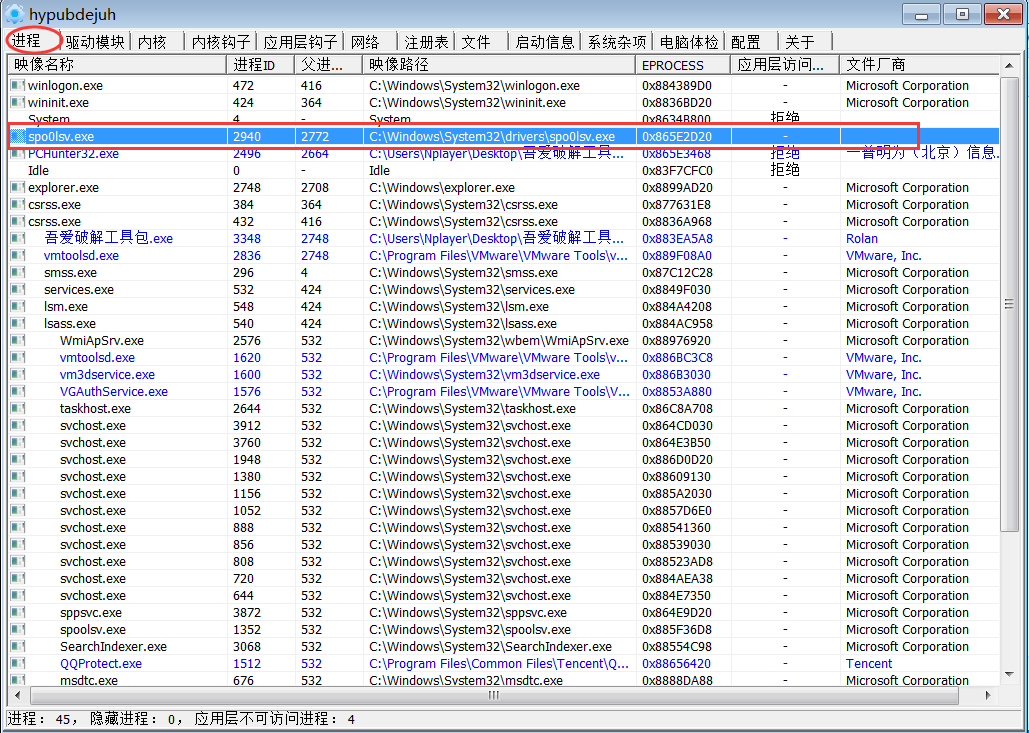 hypubdejuh
进程 驱动模块 内核 内核钩子 应用层钩子 网络 注册表 文件 启动信息 系统杂项 电脑体检 配置 关于
映像名称 进程ID 父进... 映像路径 EPROCESS 应用层访问... 文件厂商
winlogon.exe 472 416 C:\Windows\System32\winlogon.exe 0x884389D0 - Microsoft Corporation
wininit.exe 424 364 C:\Windows\System32\wininit.exe 0x8836BD20 - Microsoft Corporation
System 4 - System 0x8634B800 拒绝
spo0lsv.exe 2940 2772 C:\Windows\System32\drivers\spo0lsv.exe 0x865E2D20 -
PCHunter32.exe 2496 2664 C:\Users\Nplayer\Desktop\吾爱破解工具... 0x865E3468 拒绝 一普明为（北京）信息...
Idle 0 - Idle 0x83F7CFC0 拒绝
explorer.exe 2748 2708 C:\Windows\explorer.exe 0x8899AD20 - Microsoft Corporation
csrss.exe 384 364 C:\Windows\System32\csrss.exe 0x877631E8 - Microsoft Corporation
csrss.exe 432 416 C:\Windows\System32\csrss.exe 0x8836A968 - Microsoft Corporation
吾爱破解工具包.exe 3348 2748 C:\Users\Nplayer\Desktop\吾爱破解工具... 0x883EA5A8 - Rolan
vmtoolsd.exe 2836 2748 C:\Program Files\VMware\VMware Tools\v... 0x889F08A0 - VMware, Inc.
smss.exe 296 4 C:\Windows\System32\smss.exe 0x87C12C28 - Microsoft Corporation
services.exe 532 424 C:\Windows\System32\services.exe 0x8849F030 - Microsoft Corporation
lsm.exe 548 424 C:\Windows\System32\lsm.exe 0x884A4208 - Microsoft Corporation
lsass.exe 540 424 C:\Windows\System32\lsass.exe 0x884AC958 - Microsoft Corporation
WmiApSrv.exe 2576 532 C:\Windows\System32\wbem\WmiApSrv.exe 0x88976920 - Microsoft Corporation
vmtoolsd.exe 1620 532 C:\Program Files\VMware\VMware Tools\v... 0x886BC3C8 - VMware, Inc.
vm3dservice.exe 1600 532 C:\Windows\System32\vm3dservice.exe 0x886B3030 - VMware, Inc.
VGAuthService.exe 1576 532 C:\Program Files\VMware\VMware Tools\V... 0x8853A880 - VMware, Inc.
taskhost.exe 2644 532 C:\Windows\System32\taskhost.exe 0x86C8A708 - Microsoft Corporation
svchost.exe 3912 532 C:\Windows\System32\svchost.exe 0x864CD030 - Microsoft Corporation
svchost.exe 3760 532 C:\Windows\System32\svchost.exe 0x864E3B50 - Microsoft Corporation
svchost.exe 1948 532 C:\Windows\System32\svchost.exe 0x886D0D20 - Microsoft Corporation
svchost.exe 1380 532 C:\Windows\System32\svchost.exe 0x88609130 - Microsoft Corporation
svchost.exe 1156 532 C:\Windows\System32\svchost.exe 0x885A2030 - Microsoft Corporation
svchost.exe 1052 532 C:\Windows\System32\svchost.exe 0x8857D6E0 - Microsoft Corporation
svchost.exe 888 532 C:\Windows\System32\svchost.exe 0x88541360 - Microsoft Corporation
svchost.exe 856 532 C:\Windows\System32\svchost.exe 0x88539030 - Microsoft Corporation
svchost.exe 808 532 C:\Windows\System32\svchost.exe 0x88523AD8 - Microsoft Corporation
svchost.exe 720 532 C:\Windows\System32\svchost.exe 0x884AEA38 - Microsoft Corporation
svchost.exe 644 532 C:\Windows\System32\svchost.exe 0x884E7350 - Microsoft Corporation
sppsvc.exe 3872 532 C:\Windows\System32\sppsvc.exe 0x864E9D20 - Microsoft Corporation
spoolsv.exe 1352 532 C:\Windows\System32\spoolsv.exe 0x885F36D8 - Microsoft Corporation
SearchIndexer.exe 3068 532 C:\Windows\System32\SearchIndexer.exe 0x88554C98 - Microsoft Corporation
QQProtect.exe 1512 532 C:\Program Files\Common Files\Tencent\Q... 0x88656420 - Tencent
msdtc.exe 676 532 C:\Windows\System32\msdtc.exe 0x8888DA88 - Microsoft Corporation
进程： 45， 隐藏进程： 0， 应用层不可访问进程： 4